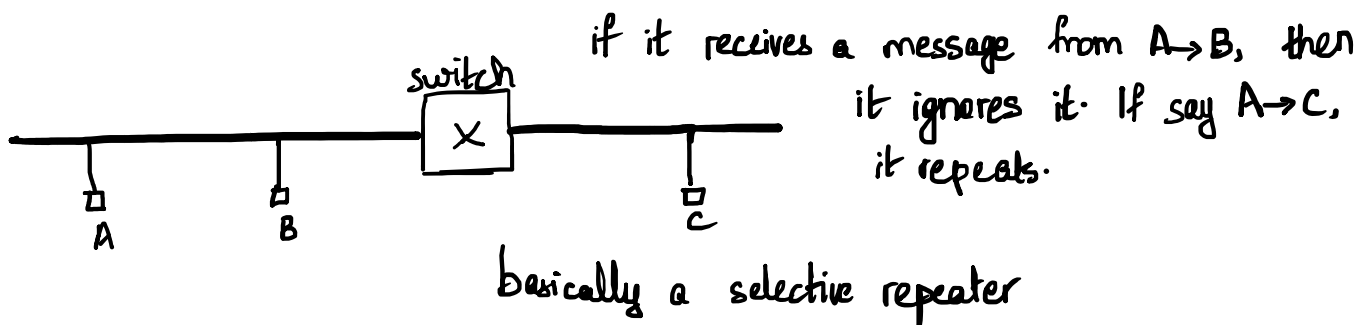 if it receives a message from A→B, then
switch
it ignores it. If say A→C,
X
it repeats.
A
B
C
basically a selective repeater